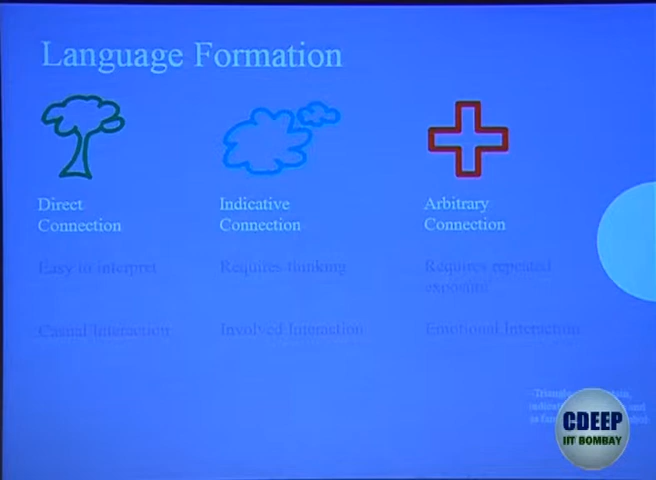 Language Formation
Direct
Connection
Indicative
Connection
Arbitrary
Connection
Easy to interpret
Requires thinking
Requires repeated
exposure
Casual Interaction
Involved Interaction
Emotional Interaction
CDEEP
IIT BOMBAY